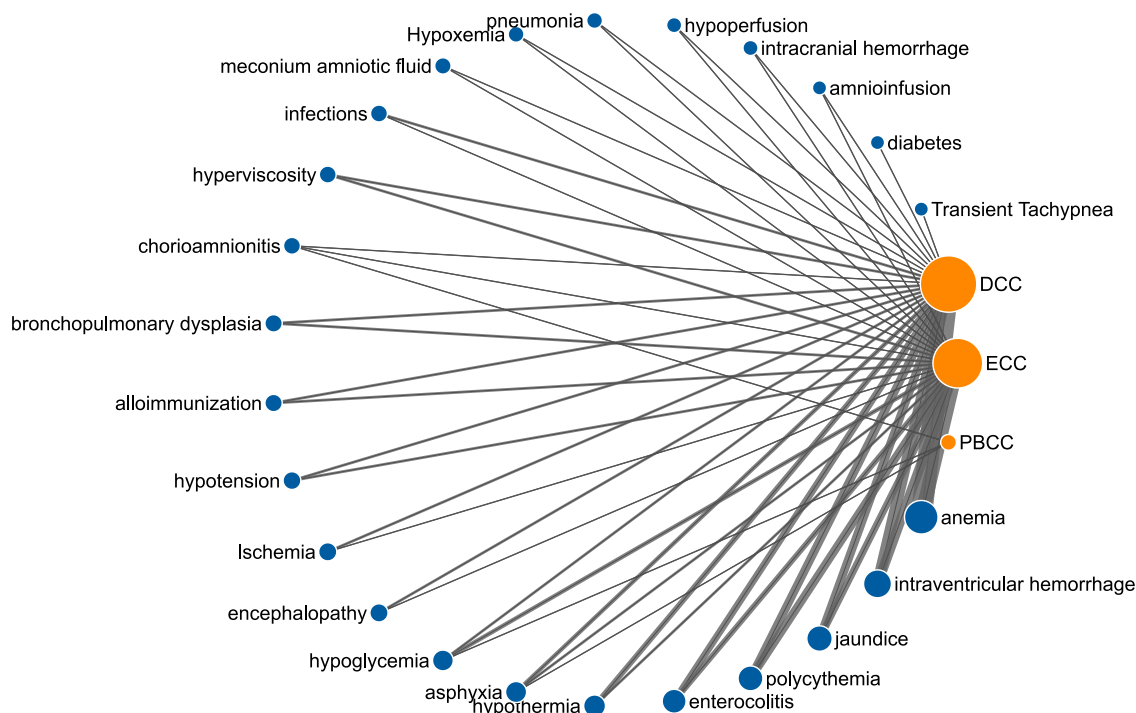 pneumonia
hypoperfusion
Hypoxemia
intracranial hemorrhage
meconium amniotic fluid
amnioinfusion
infections
diabetes
hyperviscosity
Transient Tachypnea
chorioamnionitis
DCC
bronchopulmonary dysplasia
ECC
alloimmunization
PBCC
hypotension
anemia
Ischemia
intraventricular hemorrhage
encephalopathy
jaundice
hypoglycemia
polycythemia
asphyxia
enterocolitis
hypothermia